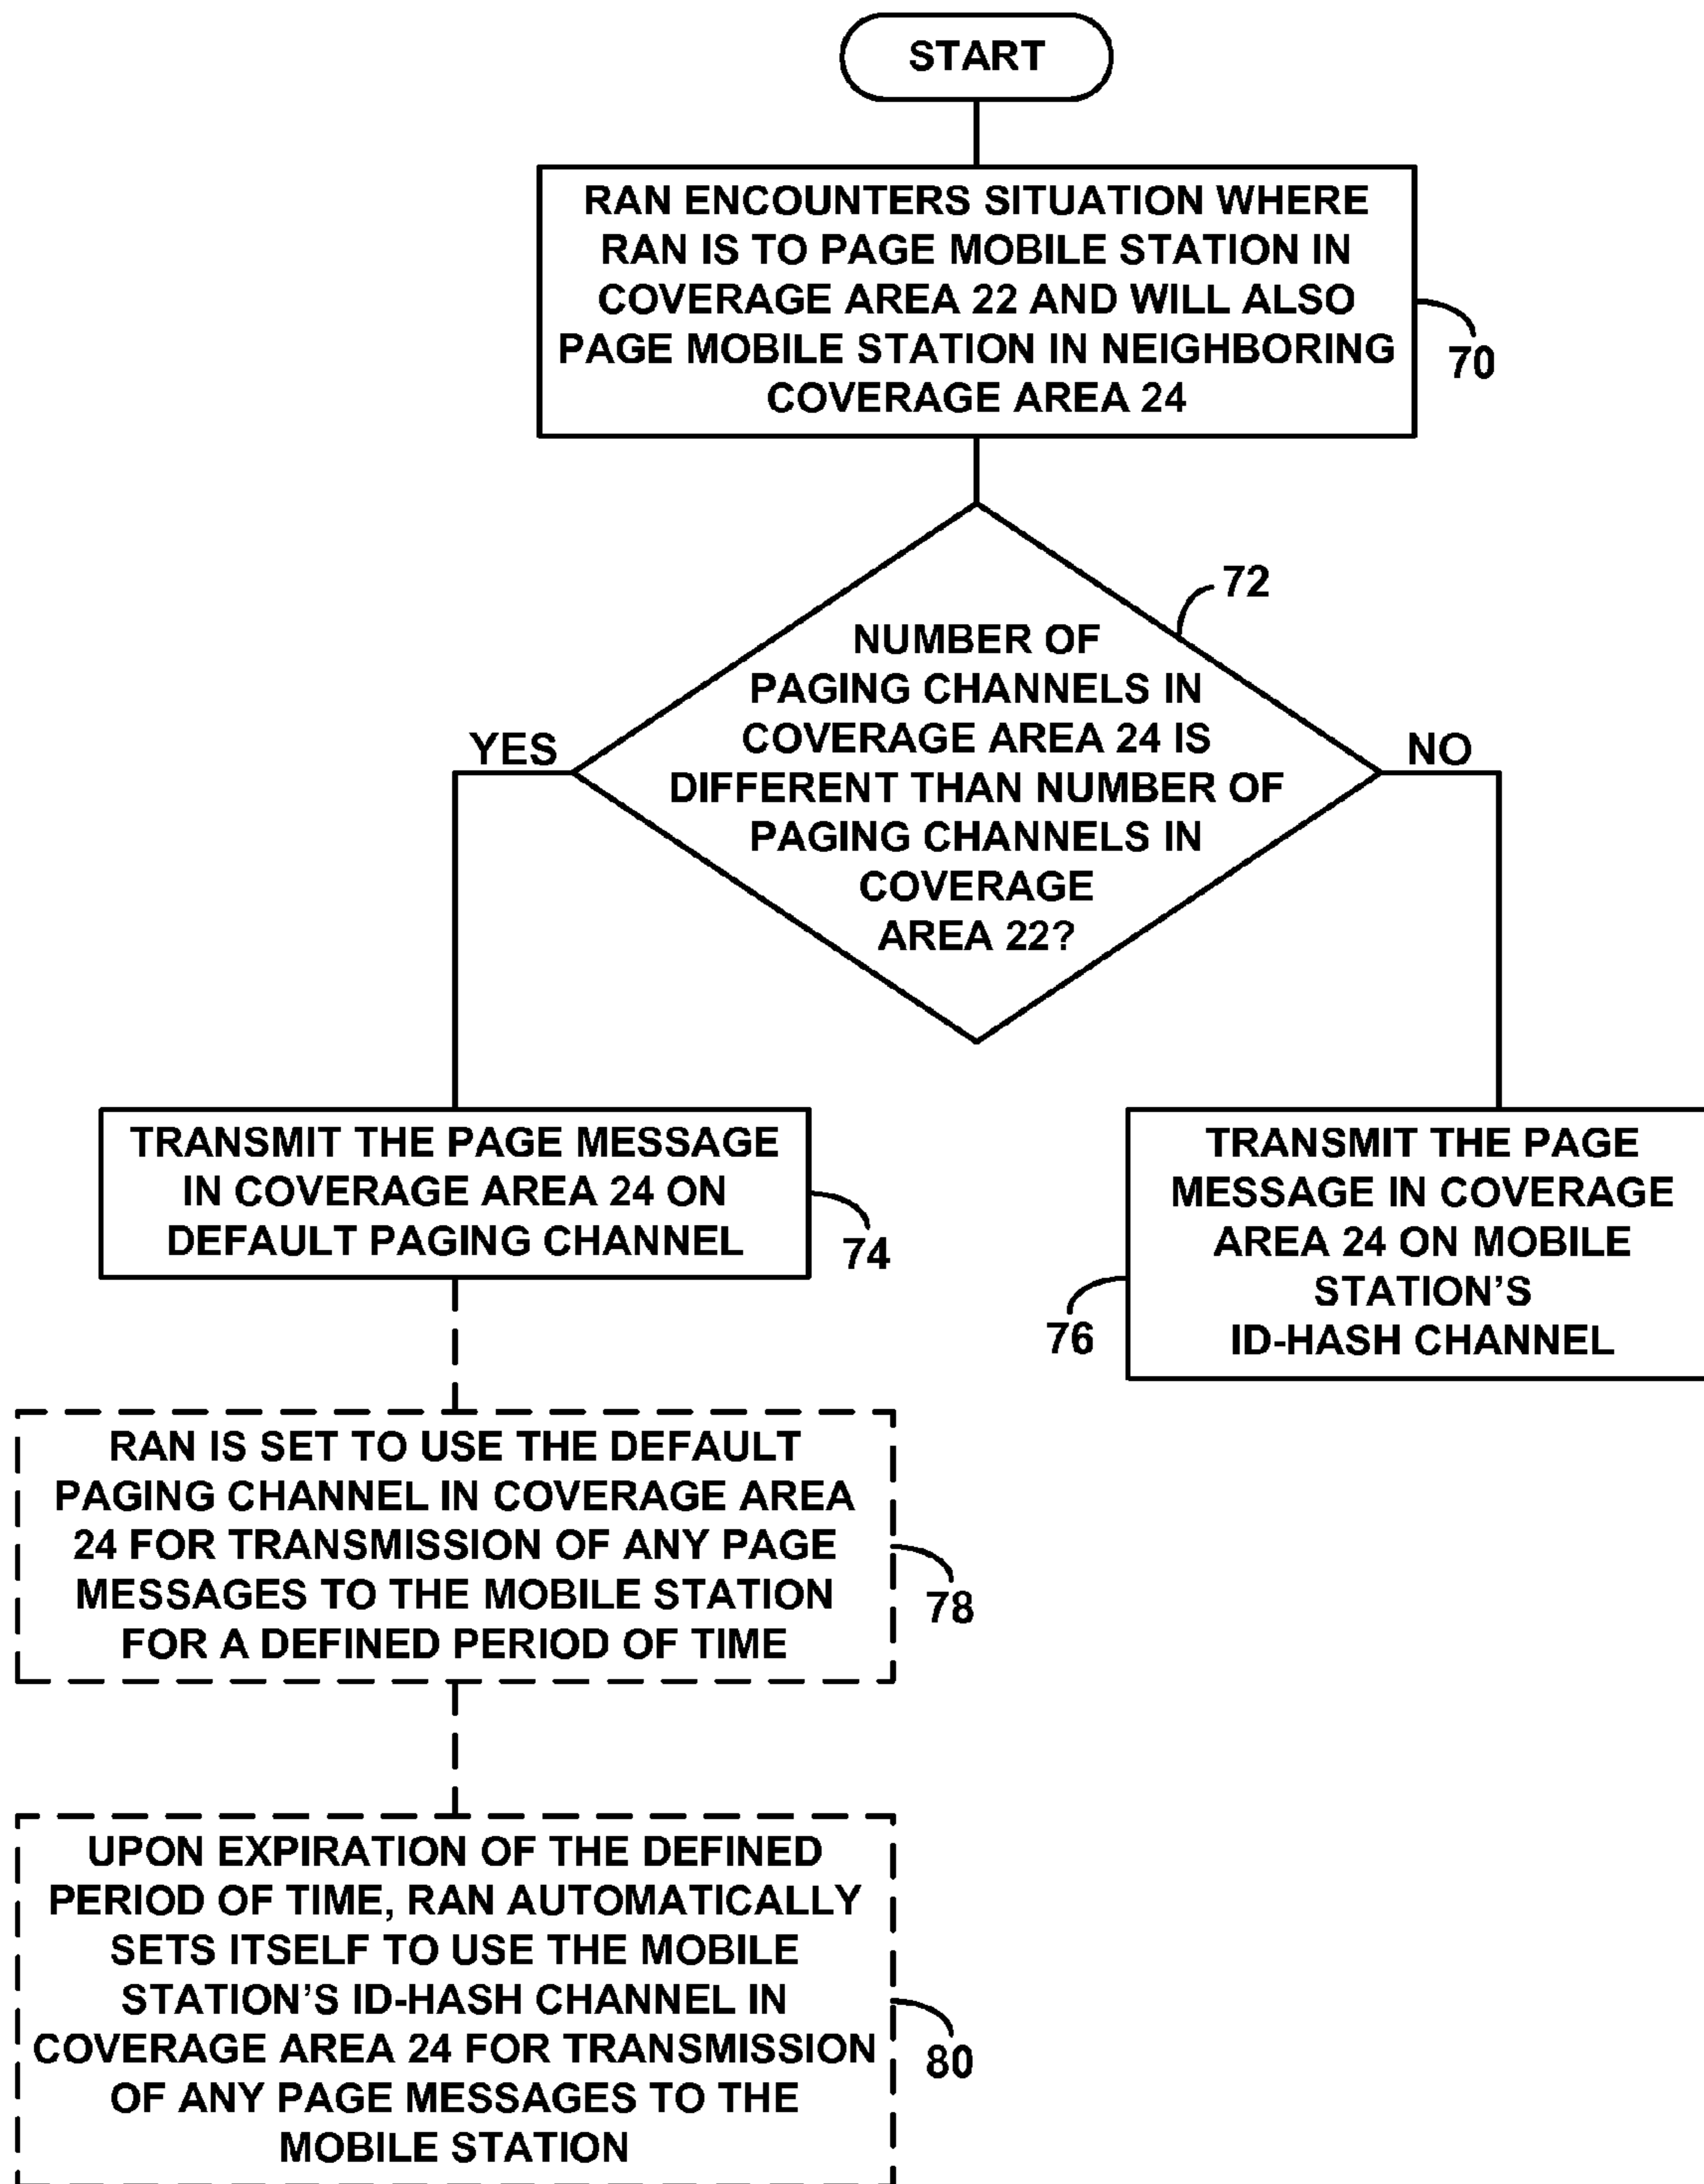 START
RAN ENCOUNTERS SITUATION WHERE
RAN IS TO PAGE MOBILE STATION IN
COVERAGE AREA 22 AND WILL ALSO
PAGE MOBILE STATION IN NEIGHBORING
COVERAGE AREA 24
70
72
NUMBER OF
PAGING CHANNELS IN
COVERAGE AREA 24 IS
DIFFERENT THAN NUMBER OF
PAGING CHANNELS IN
COVERAGE
AREA 22?
YES
NO
TRANSMIT THE PAGE MESSAGE
IN COVERAGE AREA 24 ON
DEFAULT PAGING CHANNEL
74
TRANSMIT THE PAGE
MESSAGE IN COVERAGE
AREA 24 ON MOBILE
STATION’S
ID-HASH CHANNEL
76
RAN IS SET TO USE THE DEFAULT
PAGING CHANNEL IN COVERAGE AREA
24 FOR TRANSMISSION OF ANY PAGE
MESSAGES TO THE MOBILE STATION
FOR A DEFINED PERIOD OF TIME
78
UPON EXPIRATION OF THE DEFINED
PERIOD OF TIME, RAN AUTOMATICALLY
SETS ITSELF TO USE THE MOBILE
STATION’S ID-HASH CHANNEL IN
COVERAGE AREA 24 FOR TRANSMISSION
OF ANY PAGE MESSAGES TO THE
MOBILE STATION
80